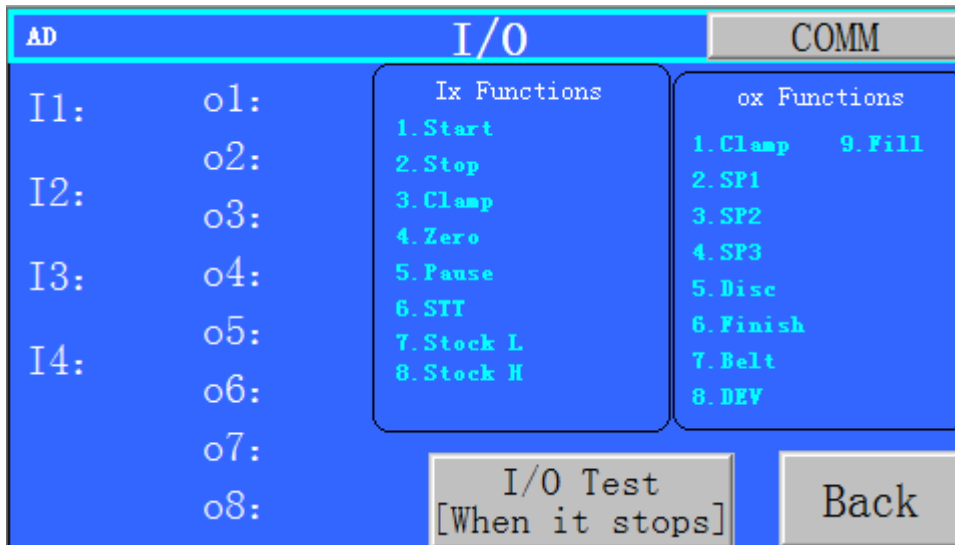 AD I/O COMM
I1:
I2:
I3:
I4:
o1:
o2:
o3:
o4:
o5:
o6:
o7:
o8:
Ix Functions
1.Start
2.Stop
3.Clamp
4.Zero
5.Pause
6.STT
7.Stock L
8.Stock H
ox Functions
1.Clamp 9.Fill
2.SP1
3.SP2
4.SP3
5.Disc
6.Finish
7.Belt
8.DEV
I/O Test
[When it stops]
Back